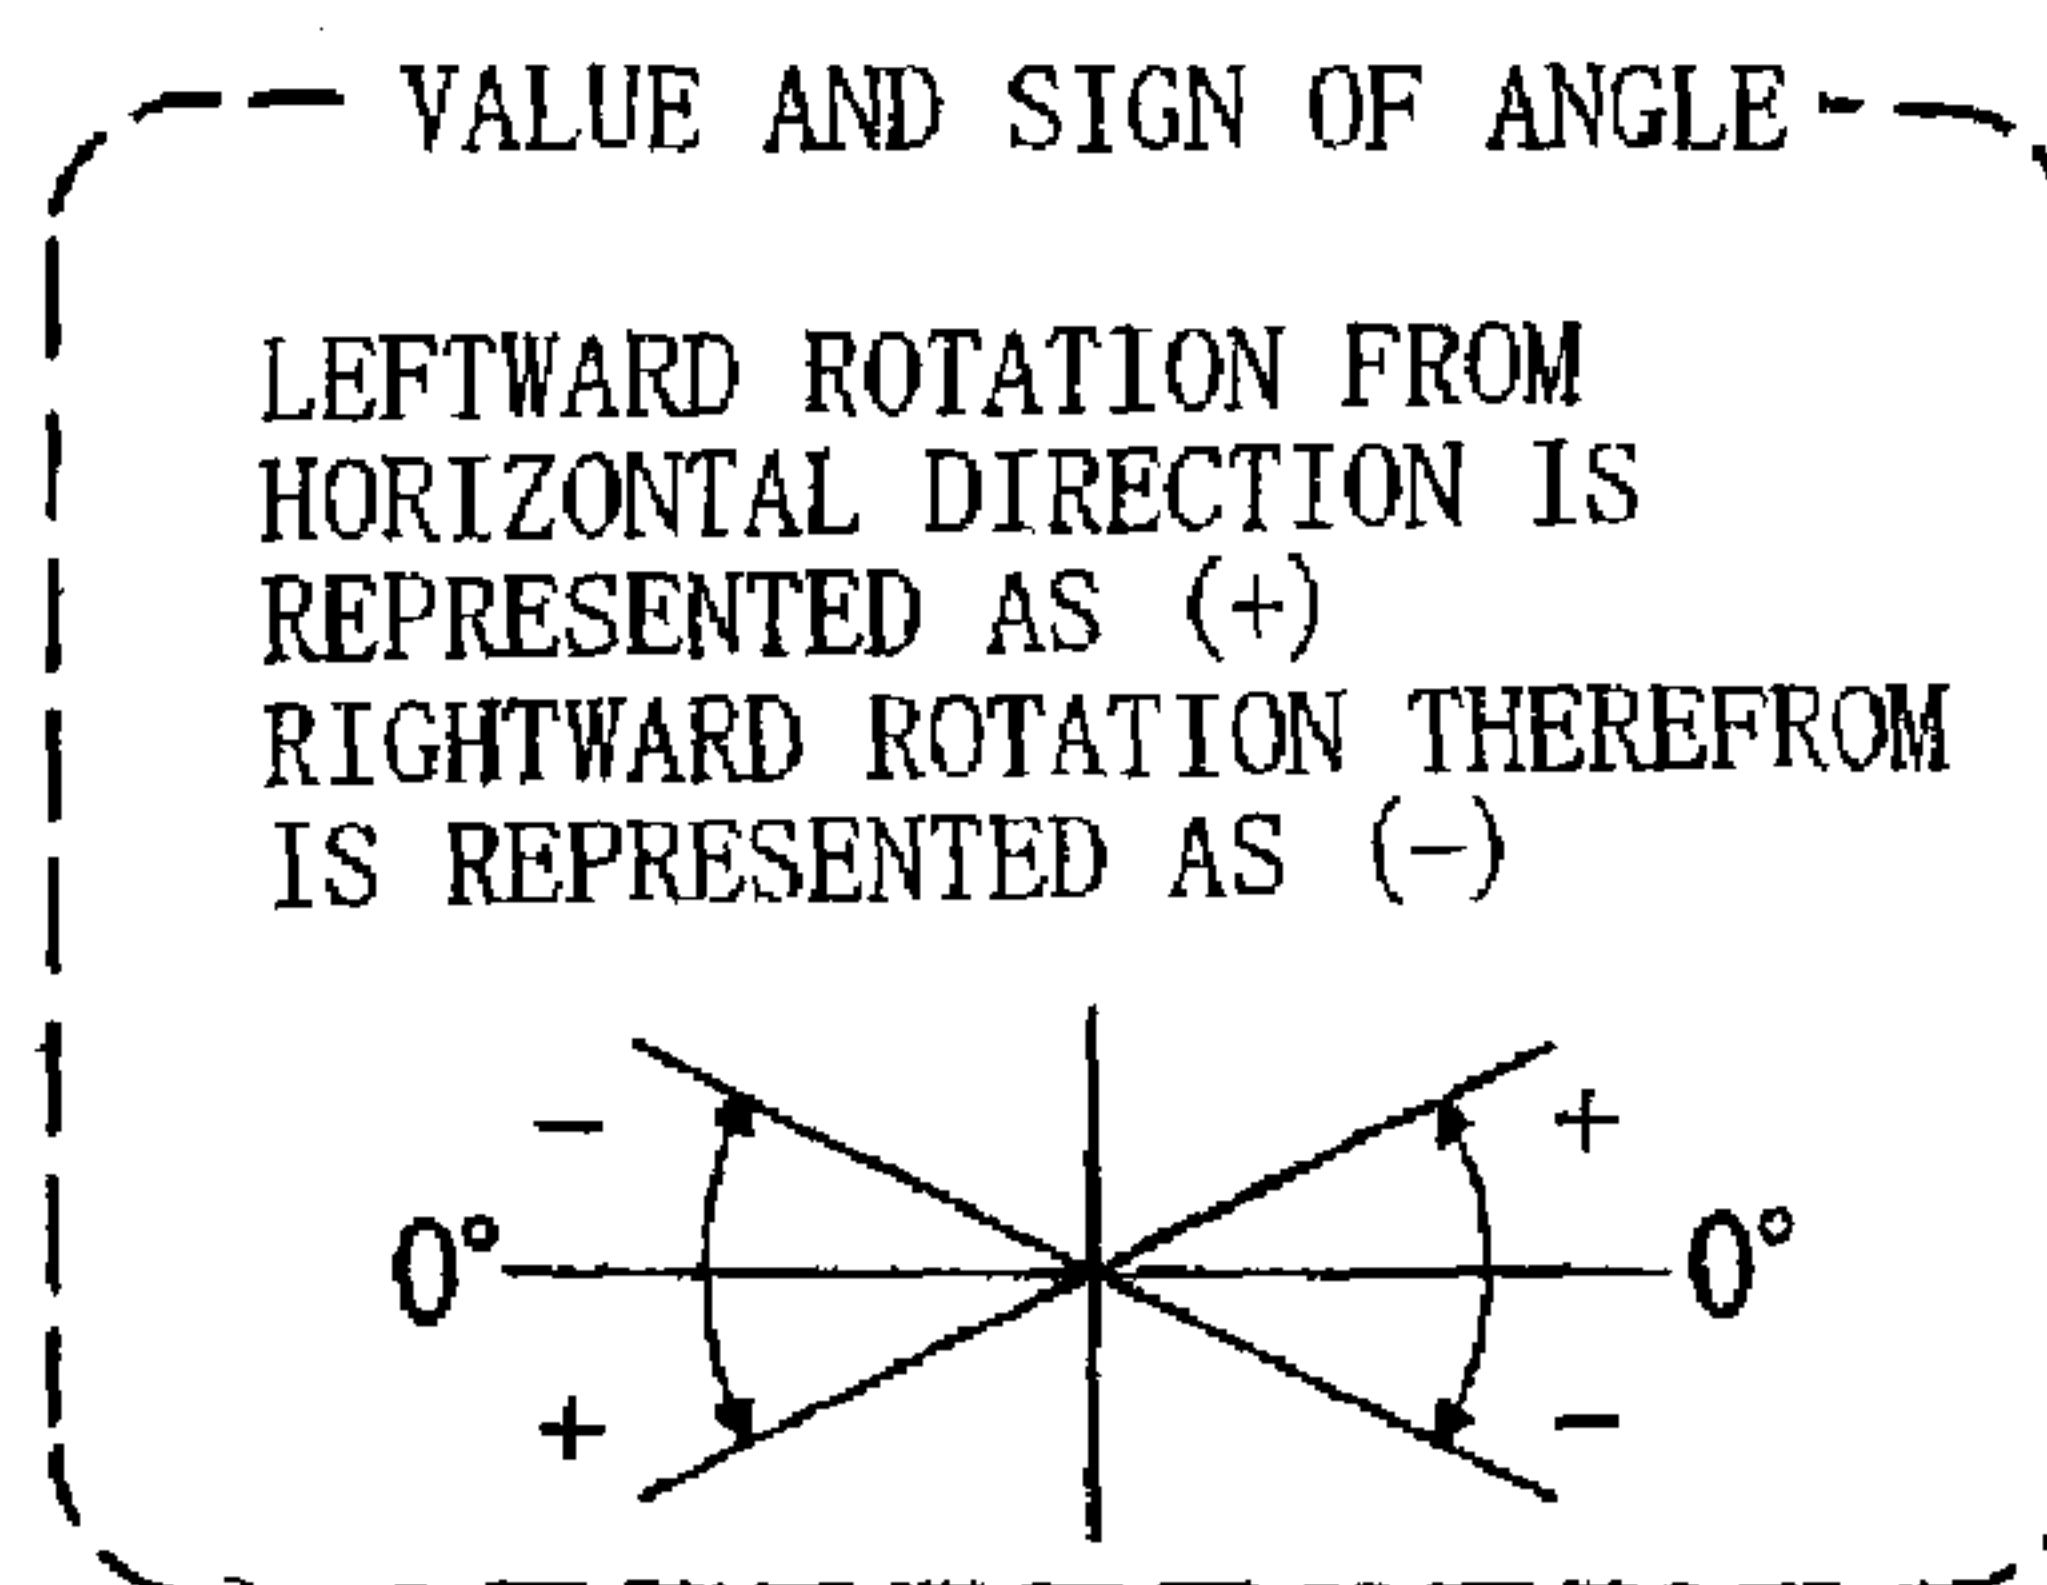 VALUE AND SIGN OF ANGLE
LEFTWARD ROTATION FROM
HORIZONTAL DIRECTION IS
REPRESENTED AS (+)
RIGHTWARD ROTATION THEREFROM
IS REPRESENTED AS (−)
− +
0° 0°
+ −